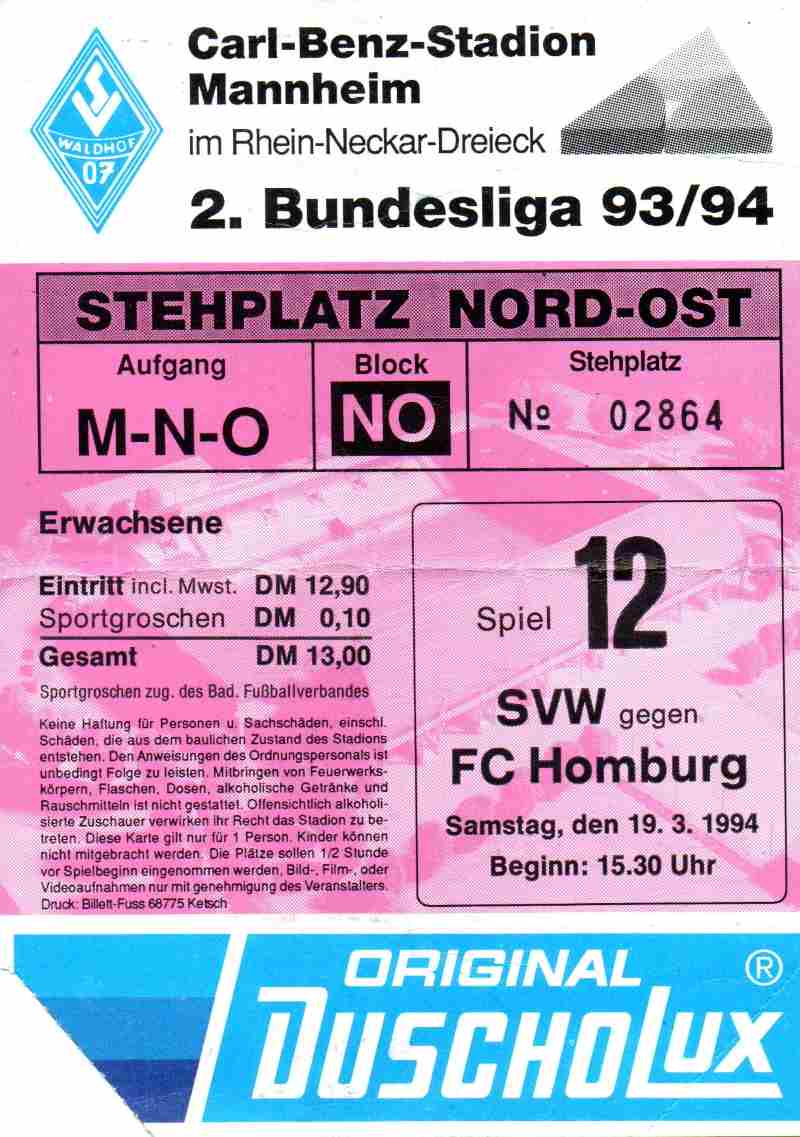 SV
WALDHOF
07
Carl-Benz-Stadion
Mannheim
im Rhein-Neckar-Dreieck
2. Bundesliga 93/94
STEHPLATZ NORD-OST
Aufgang
M-N-O
Block
NO
Stehplatz
№ 02864
Erwachsene
Eintritt incl. Mwst. DM 12,90
Sportgroschen DM 0,10
Gesamt DM 13,00
Sportgroschen zug. des Bad. Fußballverbandes
Keine Haftung für Personen u. Sachschäden, einschl.
Schäden, die aus dem baulichen Zustand des Stadions
entstehen. Den Anweisungen des Ordnungspersonals ist
unbedingt Folge zu leisten. Mitbringen von Feuerwerks-
körpern, Flaschen, Dosen, alkoholische Getränke und
Rauschmitteln ist nicht gestattet. Offensichtlich alkoholi-
sierte Zuschauer verwirken ihr Recht das Stadion zu be-
treten. Diese Karte gilt nur für 1 Person. Kinder können
nicht mitgebracht werden. Die Plätze sollen 1/2 Stunde
vor Spielbeginn eingenommen werden, Bild-, Film-, oder
Videoaufnahmen nur mit genehmigung des Veranstalters.
Druck: Billett-Fuss 68775 Ketsch
Spiel 12
SVW gegen
FC Homburg
Samstag, den 19. 3. 1994
Beginn: 15.30 Uhr
ORIGINAL ®
DUSCHOLUX